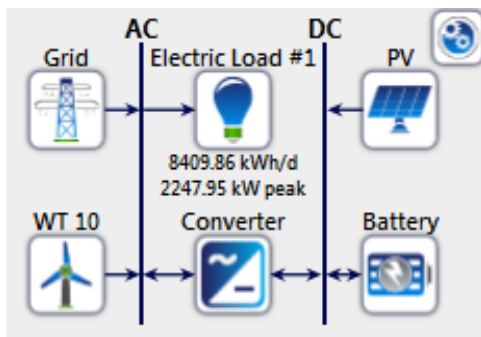 AC DC
Grid Electric Load #1 PV
8409.86 kWh/d
2247.95 kW peak
WT 10 Converter Battery